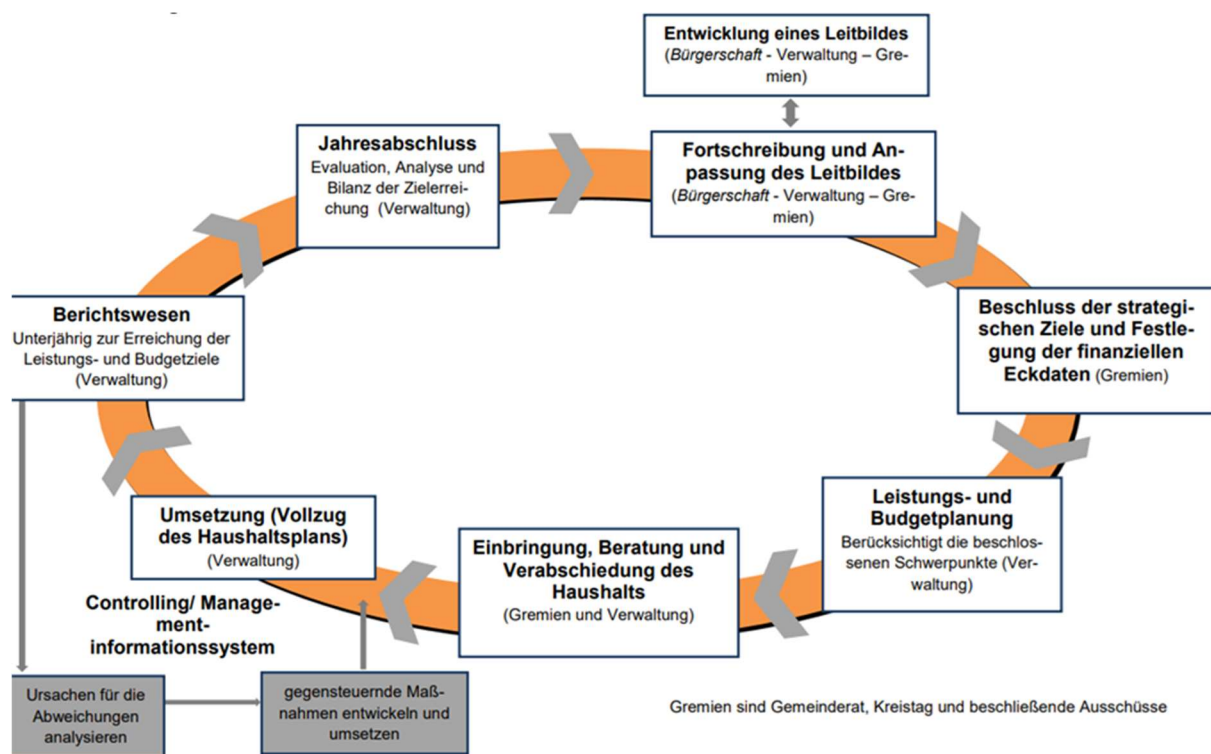 Entwicklung eines Leitbildes
(Bürgerschaft - Verwaltung – Gre-
mien)
Jahresabschluss
Evaluation, Analyse und
Bilanz der Zielerrei-
chung (Verwaltung)
Fortschreibung und An-
passung des Leitbildes
(Bürgerschaft - Verwaltung – Gre-
mien)
Berichtswesen
Unterjährig zur Erreichung der
Leistungs- und Budgetziele
(Verwaltung)
Beschluss der strategi-
schen Ziele und Festle-
gung der finanziellen
Eckdaten (Gremien)
Umsetzung (Vollzug
des Haushaltsplans)
(Verwaltung)
Einbringung, Beratung und
Verabschiedung des
Haushalts
(Gremien und Verwaltung)
Leistungs- und
Budgetplanung
Berücksichtigt die beschlos-
senen Schwerpunkte (Ver-
waltung)
Controlling/ Manage-
ment-
informationssystem
Ursachen für die
Abweichungen
analysieren
gegensteuernde Maß-
nahmen entwickeln und
umsetzen
Gremien sind Gemeinderat, Kreistag und beschließende Ausschüsse